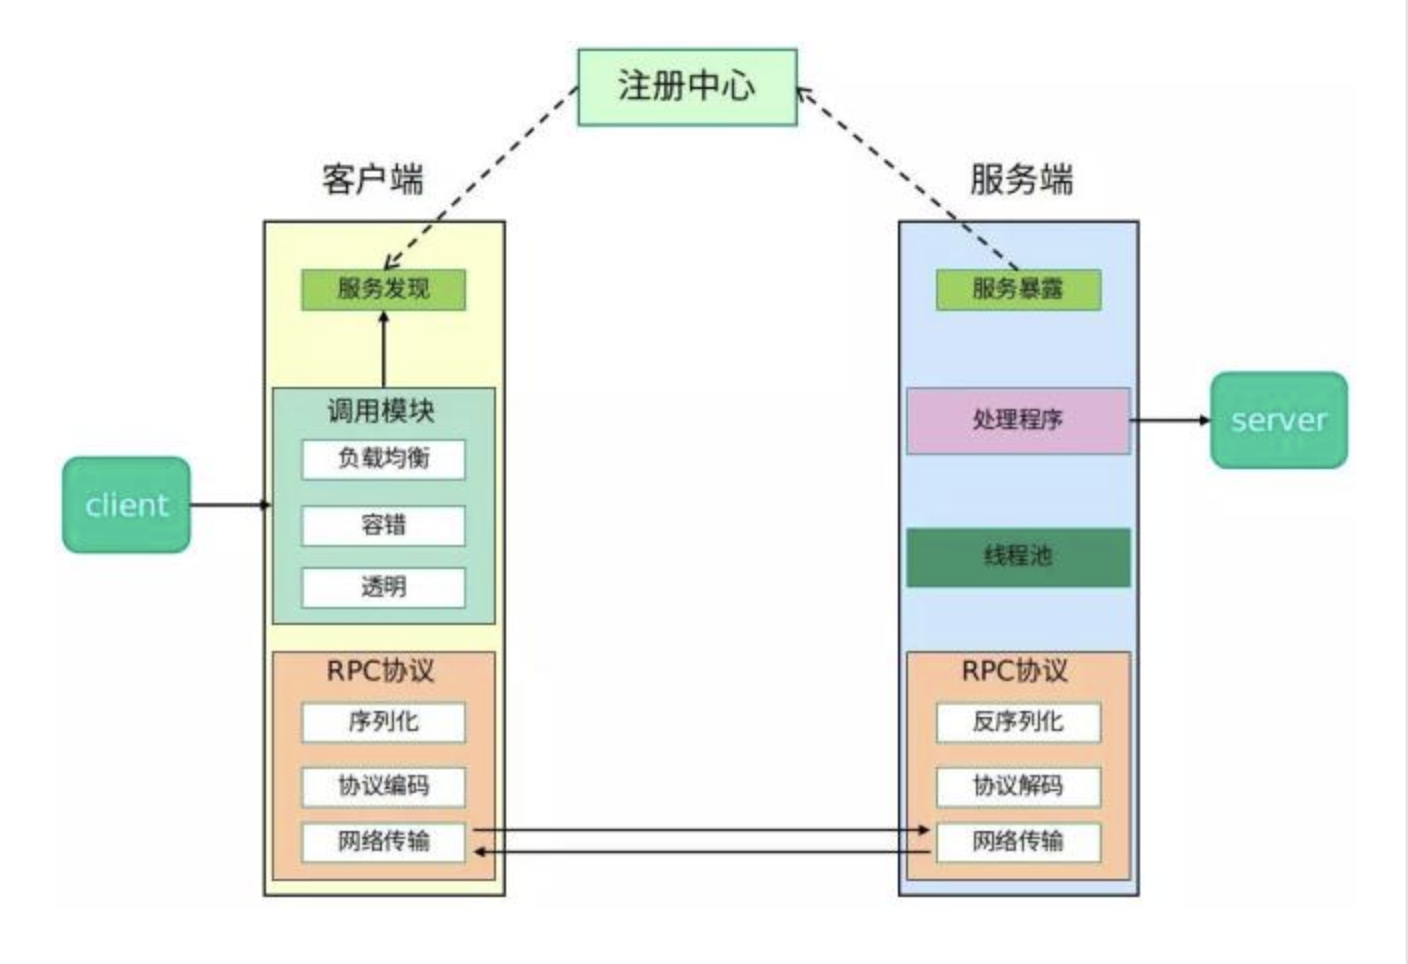 注册中心
客户端
服务端
服务发现
服务暴露
调用模块
负载均衡
容错
透明
client
处理程序
server
线程池
RPC协议
序列化
协议编码
网络传输
RPC协议
反序列化
协议解码
网络传输